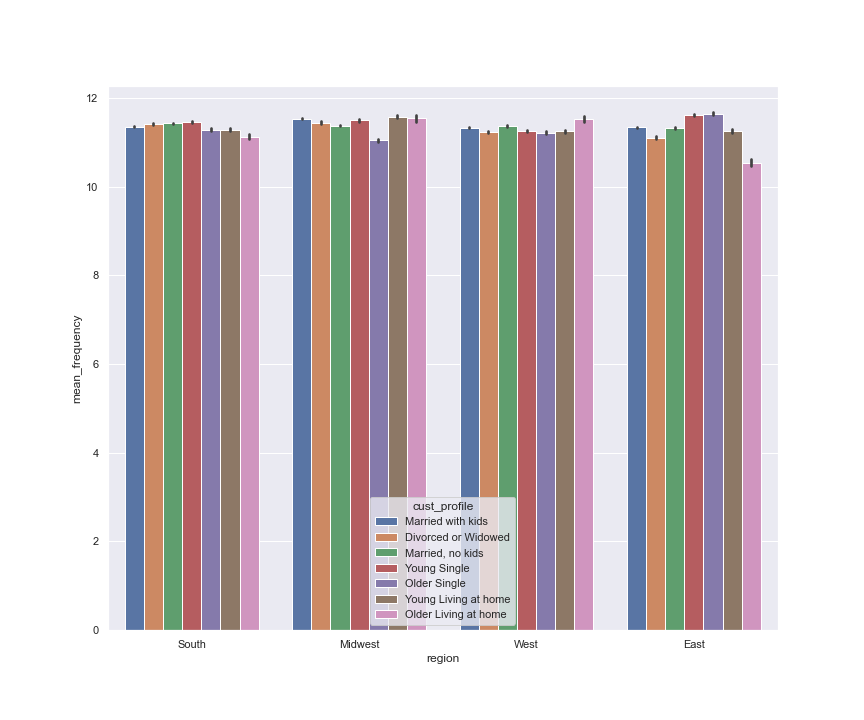 12
10
8
6
4
2
0
mean_frequency
cust_profile
Married with kids
Divorced or Widowed
Married, no kids
Young Single
Older Single
Young Living at home
Older Living at home
South
Midwest
West
East
region